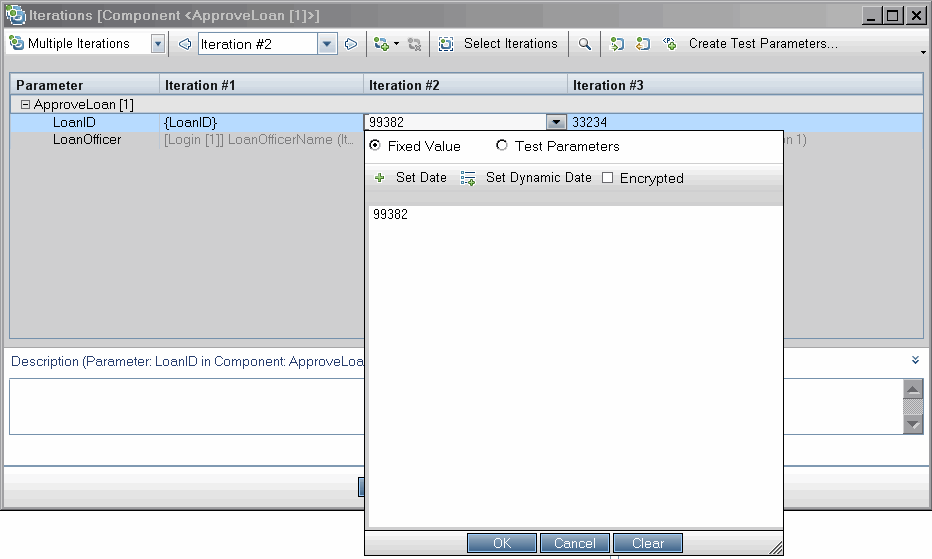 Iterations [Component <ApproveLoan [1]>]
Multiple Iterations Iteration #2 Select Iterations Create Test Parameters...
Parameter Iteration #1 Iteration #2 Iteration #3
ApproveLoan [1]
LoanID {LoanID} 99382 33234
LoanOfficer [Login [1]] LoanOfficerName (It... n 1)
Fixed Value Test Parameters
Set Date Set Dynamic Date Encrypted
99382
Description (Parameter: LoanID in Component: ApproveLoa
OK Cancel Clear